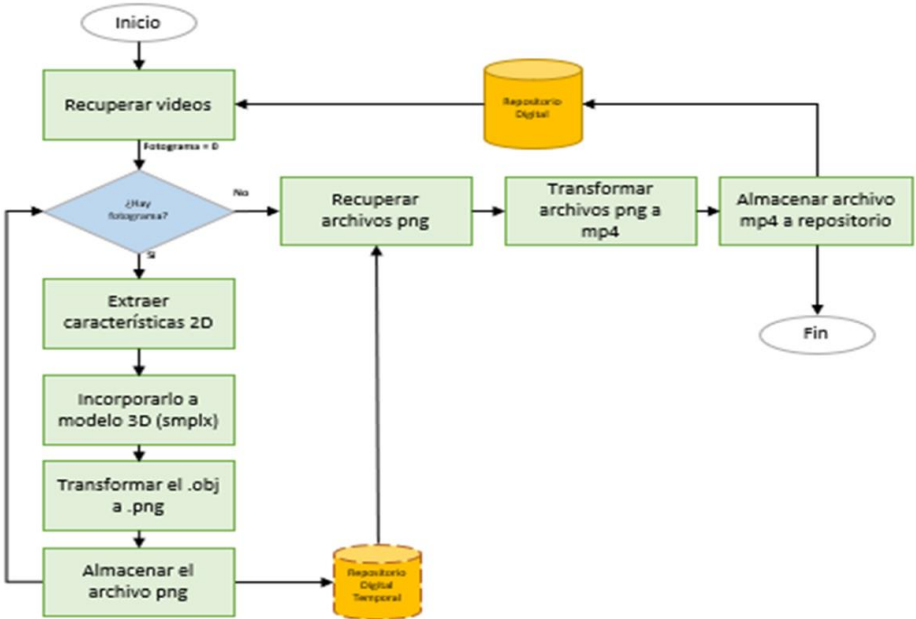 Inicio
Recuperar videos
Fotograma = 0
¿Hay
fotograma?
No
Si
Repositorio
Digital
Recuperar
archivos png
Transformar
archivos png a
mp4
Almacenar archivo
mp4 a repositorio
Fin
Extraer
características 2D
Incorporarlo a
modelo 3D (smplx)
Transformar el .obj
a .png
Almacenar el
archivo png
Repositorio
Digital
Temporal